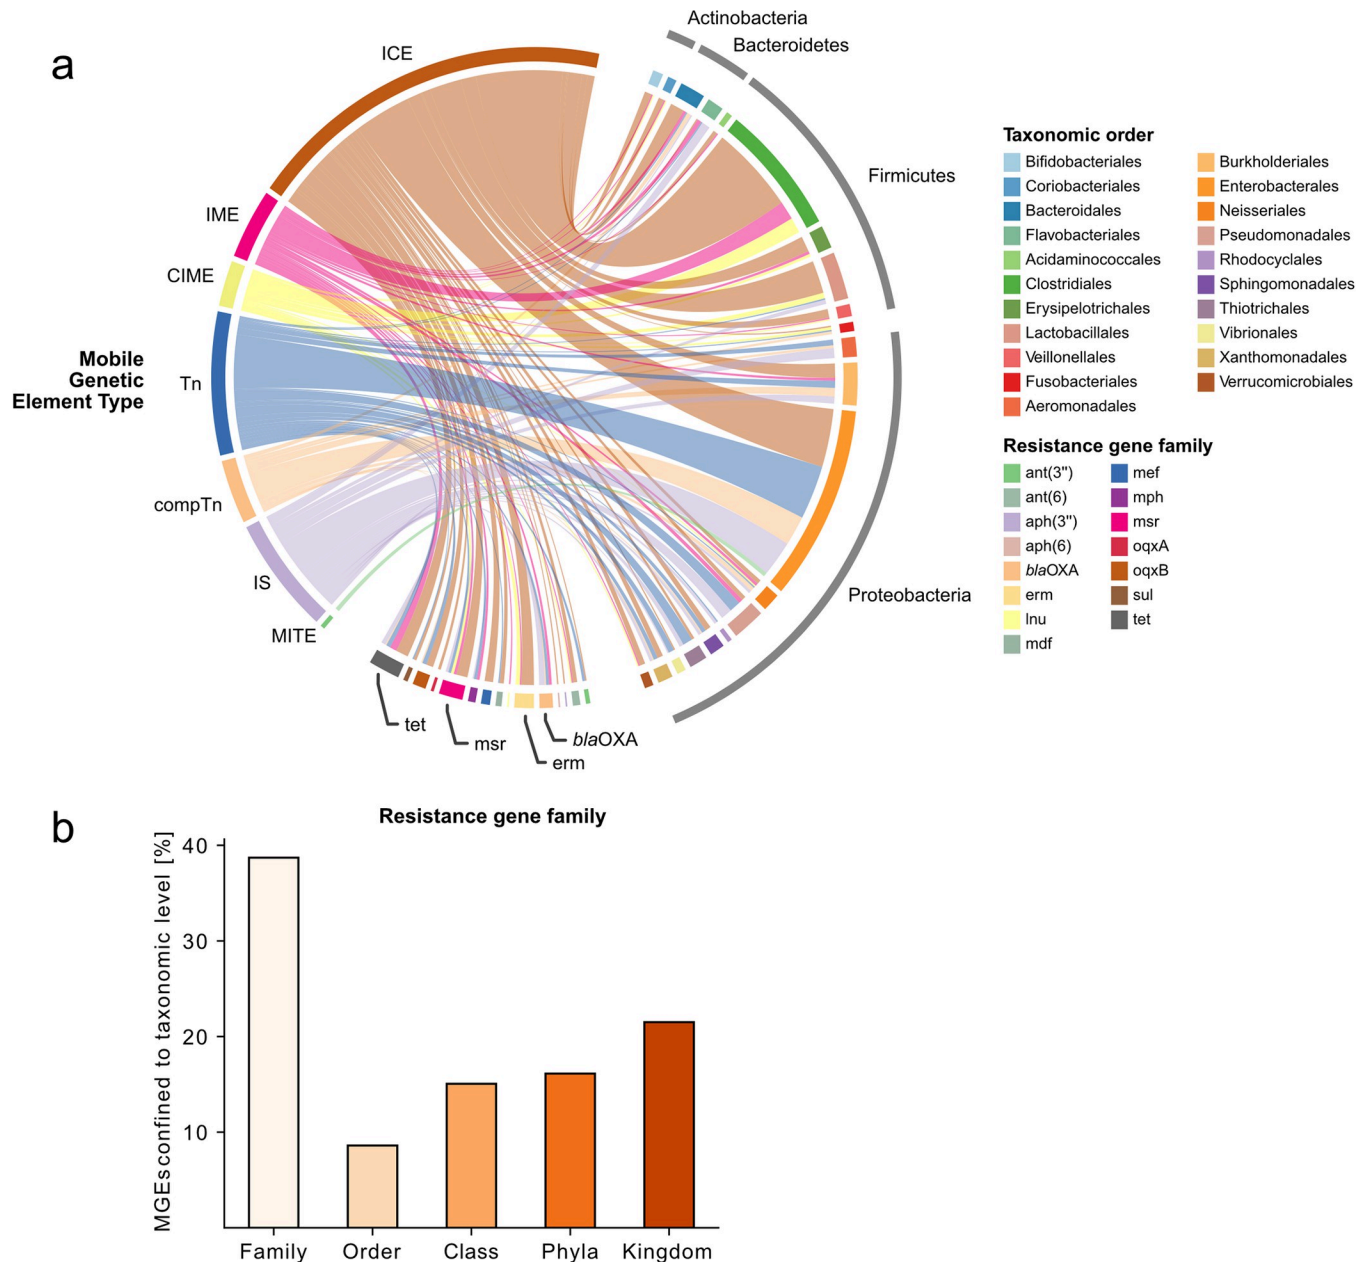 a
ICE
IME
CIME
Tn
compTn
IS
MITE
Mobile
Genetic
Element Type
Actinobacteria
Bacteroidetes
Firmicutes
Proteobacteria
tet
msr
erm
blaOXA
Resistance gene family
Taxonomic order
Bifidobacteriales
Coriobacteriales
Bacteroidales
Flavobacteriales
Acidaminococcales
Clostridiales
Erysipelotrichales
Lactobacillales
Veillonellales
Fusobacteriales
Aeromonadales
Burkholderiales
Enterobacterales
Neisseriales
Pseudomonadales
Rhodocyclales
Sphingomonadales
Thiotrichales
Vibrionales
Xanthomonadales
Verrucomicrobiales
Resistance gene family
ant(3")
ant(6)
aph(3")
aph(6)
blaOXA
erm
lnu
mdf
mef
mph
msr
oqxA
oqxB
sul
tet
b
MGEs confined to taxonomic level [%]
40
30
20
10
Family
Order
Class
Phyla
Kingdom